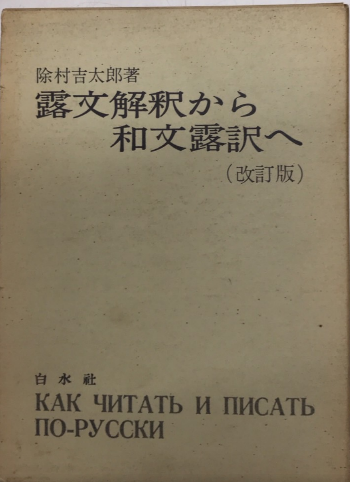 除村吉太郎著
露文解釈から
和文露訳へ
(改訂版)
白水社
КАК ЧИТАТЬ И ПИСАТЬ
ПО-РУССКИ